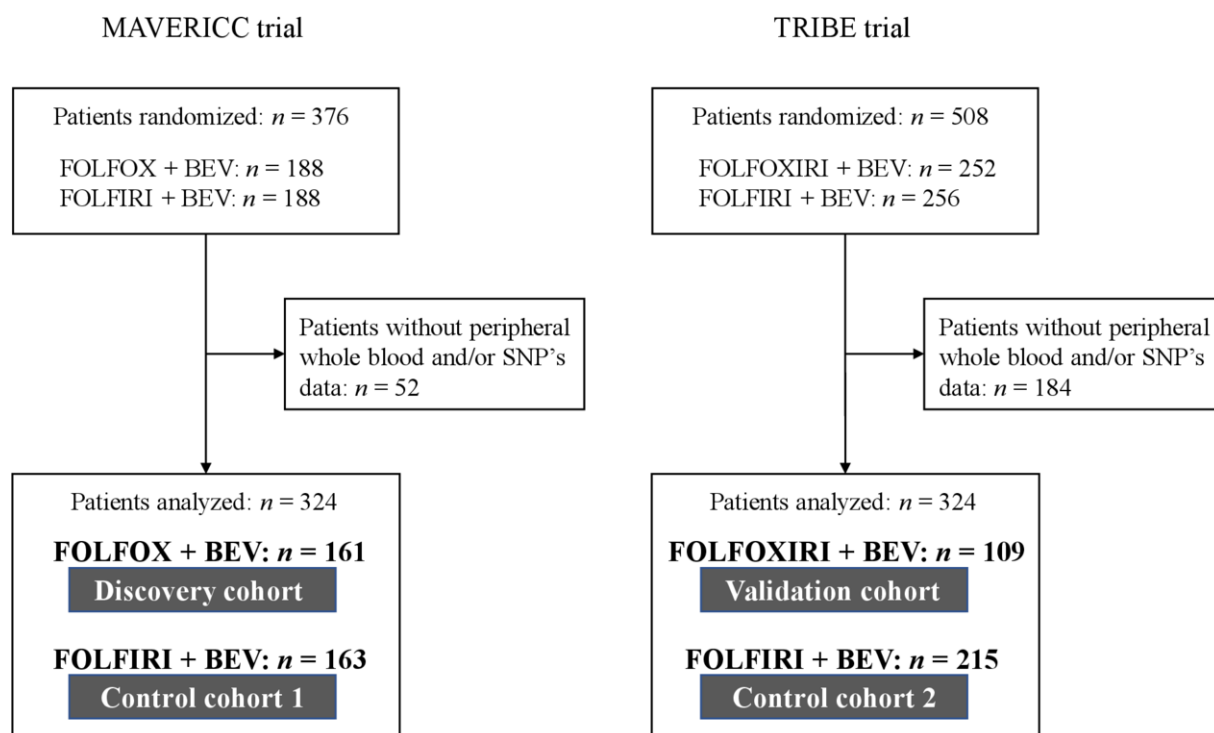 MAVERICC trial
Patients randomized: n = 376
FOLFOX + BEV: n = 188
FOLFIRI + BEV: n = 188
Patients without peripheral
whole blood and/or SNP’s
data: n = 52
Patients analyzed: n = 324
FOLFOX + BEV: n = 161
Discovery cohort
FOLFIRI + BEV: n = 163
Control cohort 1
TRIBE trial
Patients randomized: n = 508
FOLFOXIRI + BEV: n = 252
FOLFIRI + BEV: n = 256
Patients without peripheral
whole blood and/or SNP’s
data: n = 184
Patients analyzed: n = 324
FOLFOXIRI + BEV: n = 109
Validation cohort
FOLFIRI + BEV: n = 215
Control cohort 2